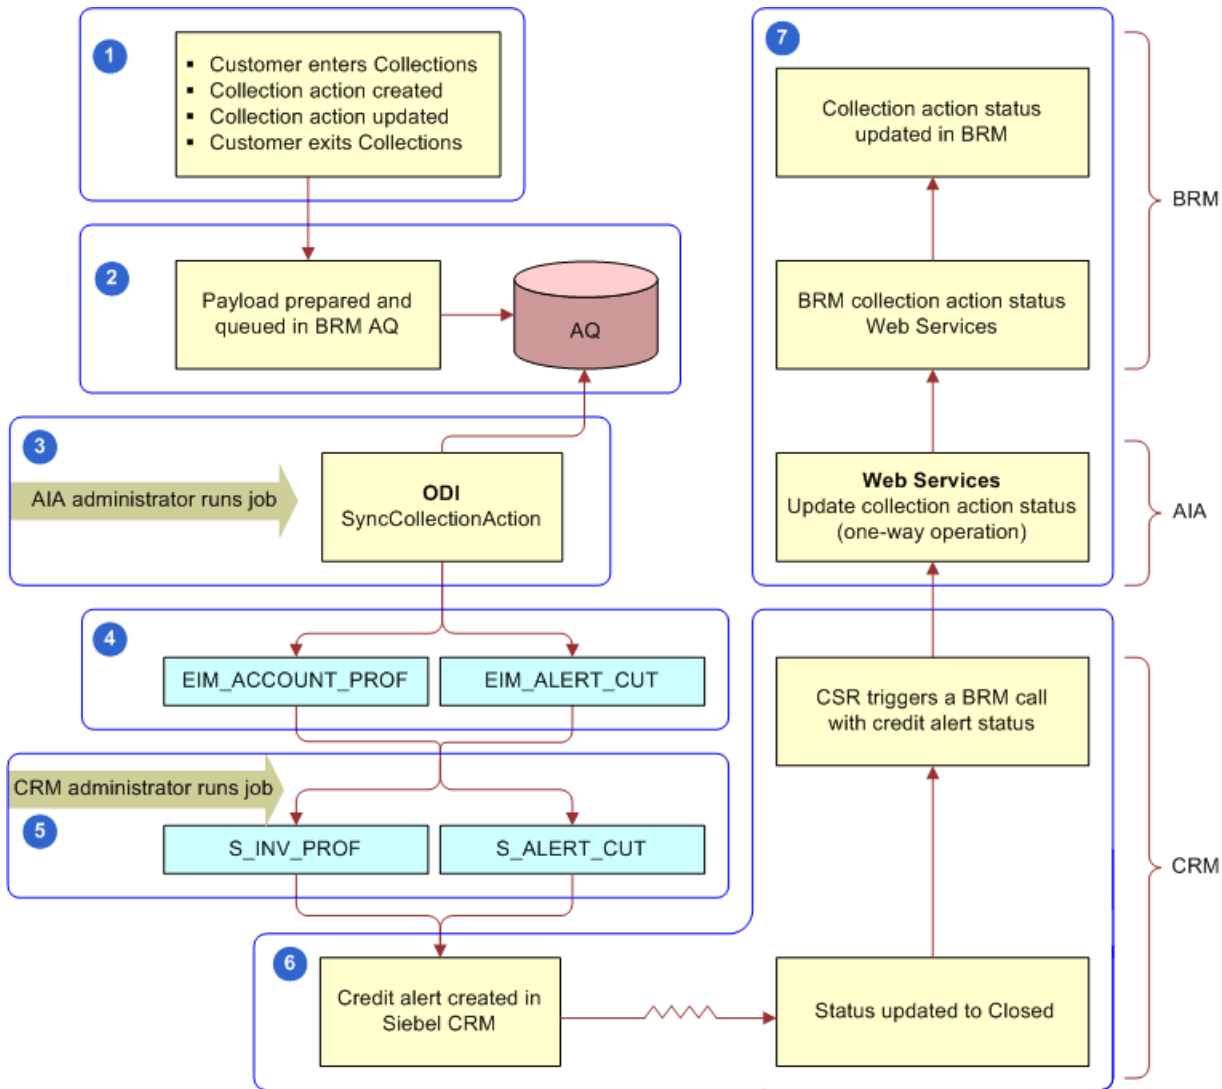 1
▪ Customer enters Collections
▪ Collection action created
▪ Collection action updated
▪ Customer exits Collections
2
Payload prepared and
queued in BRM AQ
AQ
3
AIA administrator runs job
ODI
SyncCollectionAction
4
EIM_ACCOUNT_PROF
EIM_ALERT_CUT
CRM administrator runs job
5
S_INV_PROF
S_ALERT_CUT
6
Credit alert created in
Siebel CRM
Status updated to Closed
CSR triggers a BRM call
with credit alert status
CRM
7
Web Services
Update collection action status
(one-way operation)
AIA
BRM collection action status
Web Services
Collection action status
updated in BRM
BRM